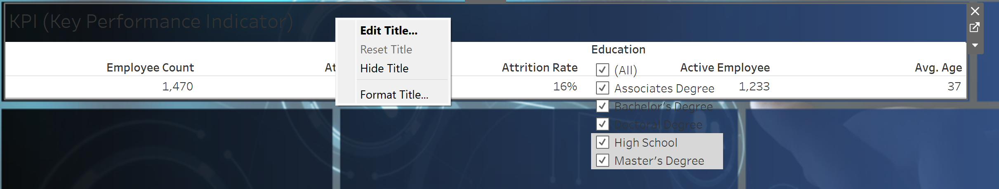 KPI (Key Performance Indicator)
Edit Title...
Reset Title
Hide Title
Format Title...
Employee Count
At
Attrition Rate
Active Employee
Avg. Age
1,470
16%
1,233
37
Education
(All)
Associates Degree
Bachelor's Degree
Doctoral Degree
High School
Master's Degree